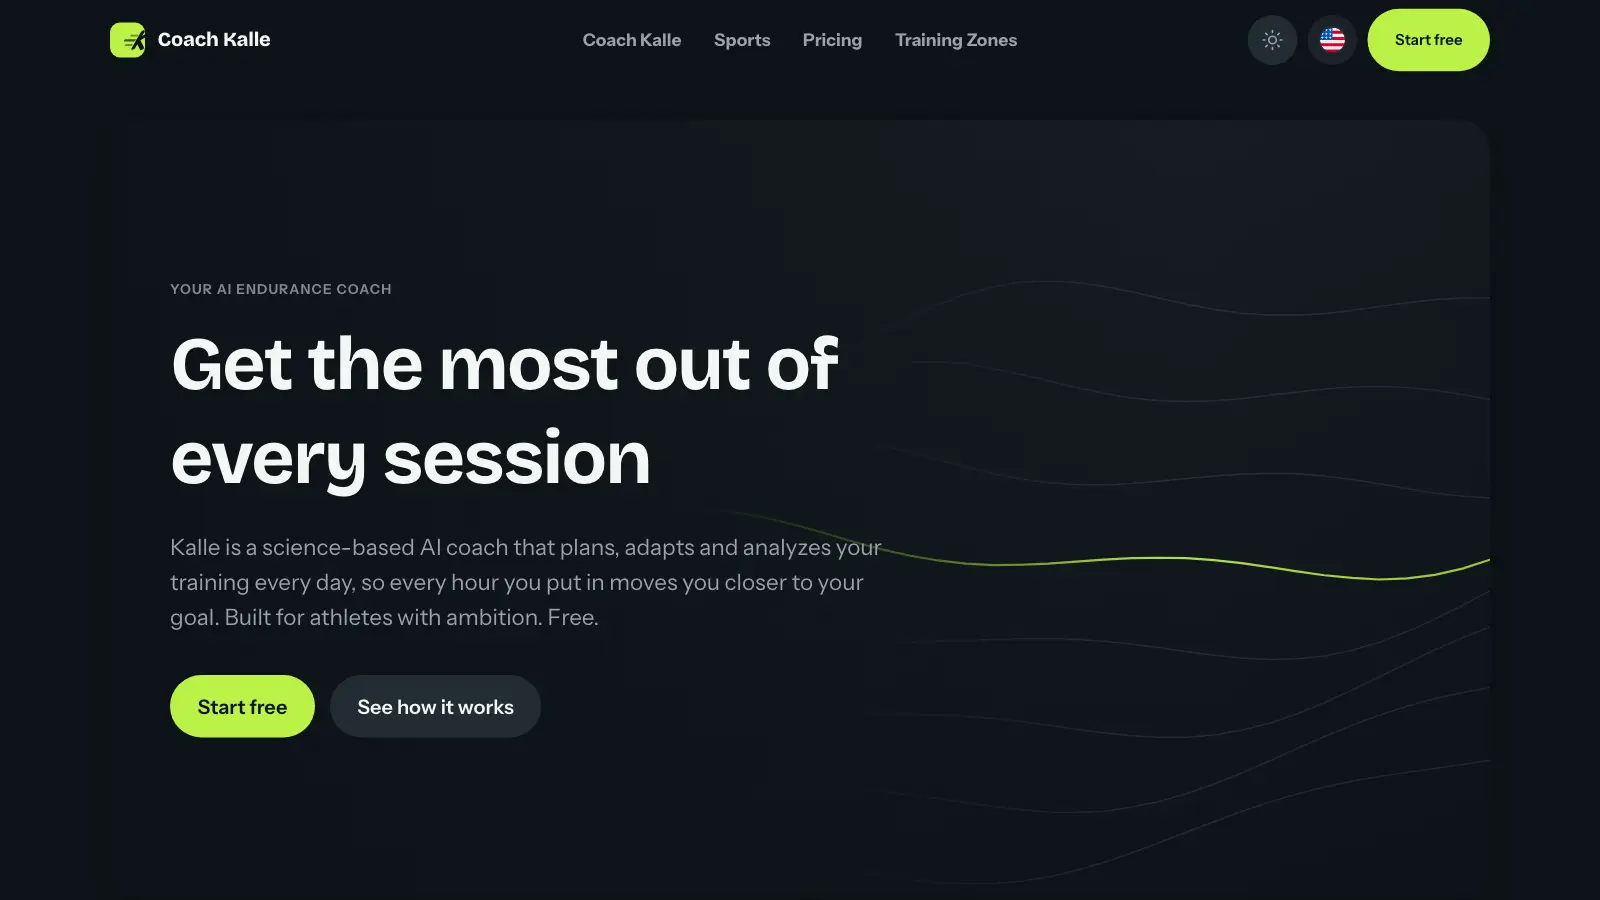 Coach Kalle
Coach Kalle
Sports
Pricing
Training Zones
Start free
YOUR AI ENDURANCE COACH
Get the most out of
every session
Kalle is a science-based AI coach that plans, adapts and analyzes your
training every day, so every hour you put in moves you closer to your
goal. Built for athletes with ambition. Free.
Start free
See how it works